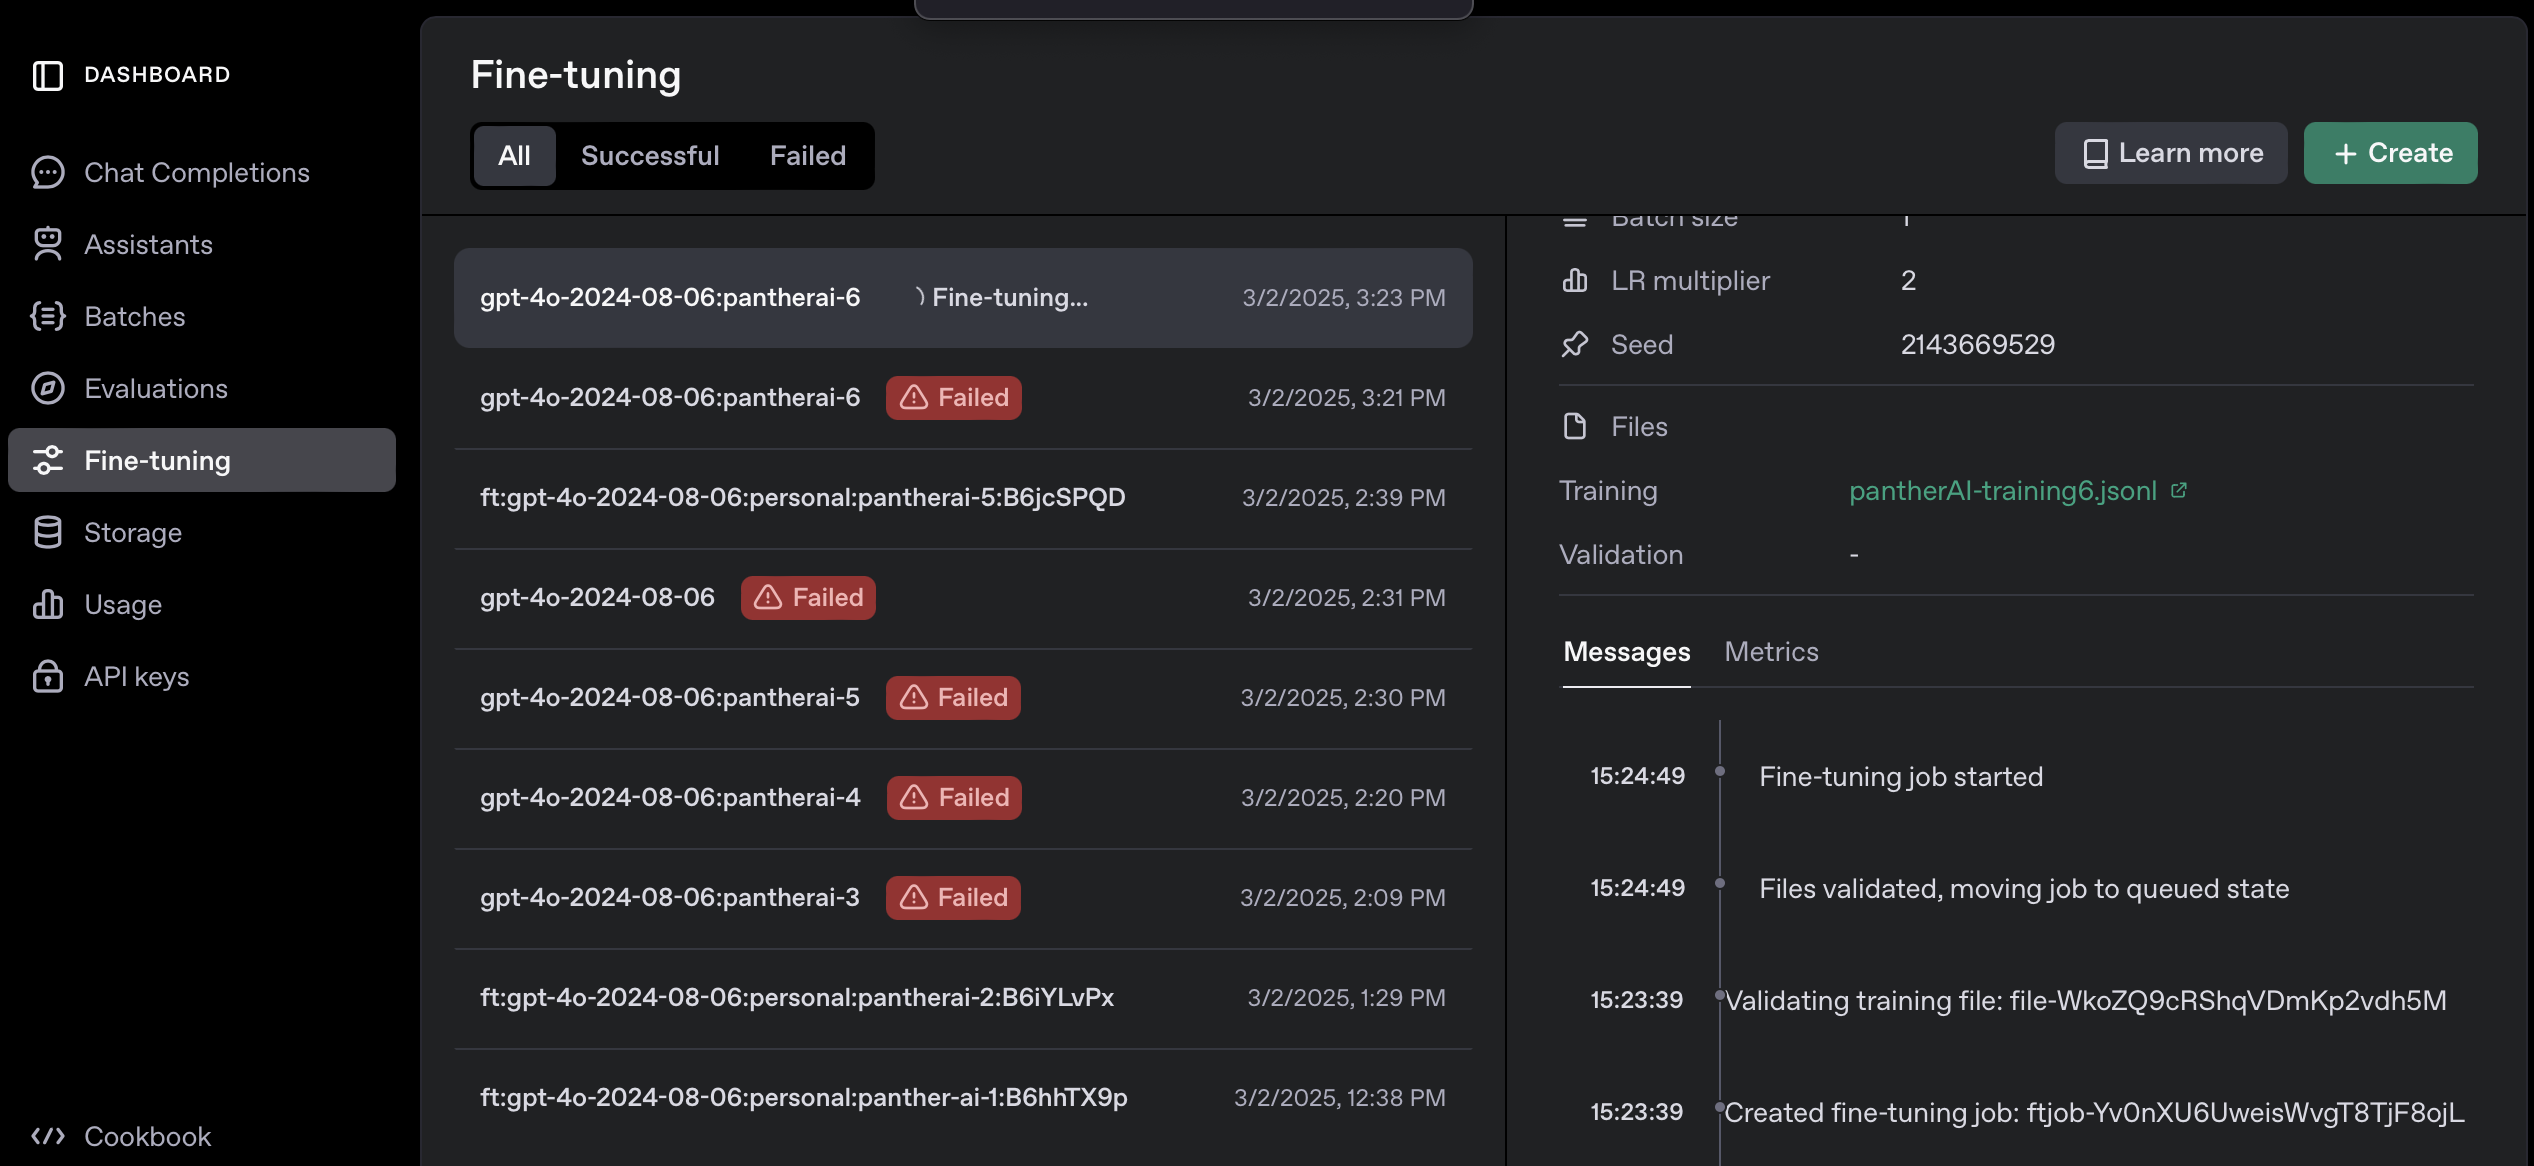 DASHBOARD
Chat Completions
Assistants
Batches
Evaluations
Fine-tuning
Storage
Usage
API keys
Cookbook
Fine-tuning
All Successful Failed
Learn more
+ Create
gpt-4o-2024-08-06:pantherai-6 Fine-tuning... 3/2/2025, 3:23 PM
gpt-4o-2024-08-06:pantherai-6 Failed 3/2/2025, 3:21 PM
ft:gpt-4o-2024-08-06:personal:pantherai-5:B6jcSPQD 3/2/2025, 2:39 PM
gpt-4o-2024-08-06 Failed 3/2/2025, 2:31 PM
gpt-4o-2024-08-06:pantherai-5 Failed 3/2/2025, 2:30 PM
gpt-4o-2024-08-06:pantherai-4 Failed 3/2/2025, 2:20 PM
gpt-4o-2024-08-06:pantherai-3 Failed 3/2/2025, 2:09 PM
ft:gpt-4o-2024-08-06:personal:pantherai-2:B6iYLvPx 3/2/2025, 1:29 PM
ft:gpt-4o-2024-08-06:personal:panther-ai-1:B6hhTX9p 3/2/2025, 12:38 PM
Batch size 1
LR multiplier 2
Seed 2143669529
Files
Training pantherAI-training6.jsonl
Validation -
Messages Metrics
15:24:49 Fine-tuning job started
15:24:49 Files validated, moving job to queued state
15:23:39 Validating training file: file-WkoZQ9cRShqVDmKp2vdh5M
15:23:39 Created fine-tuning job: ftjob-Yv0nXU6UweisWvgT8TjF8ojL